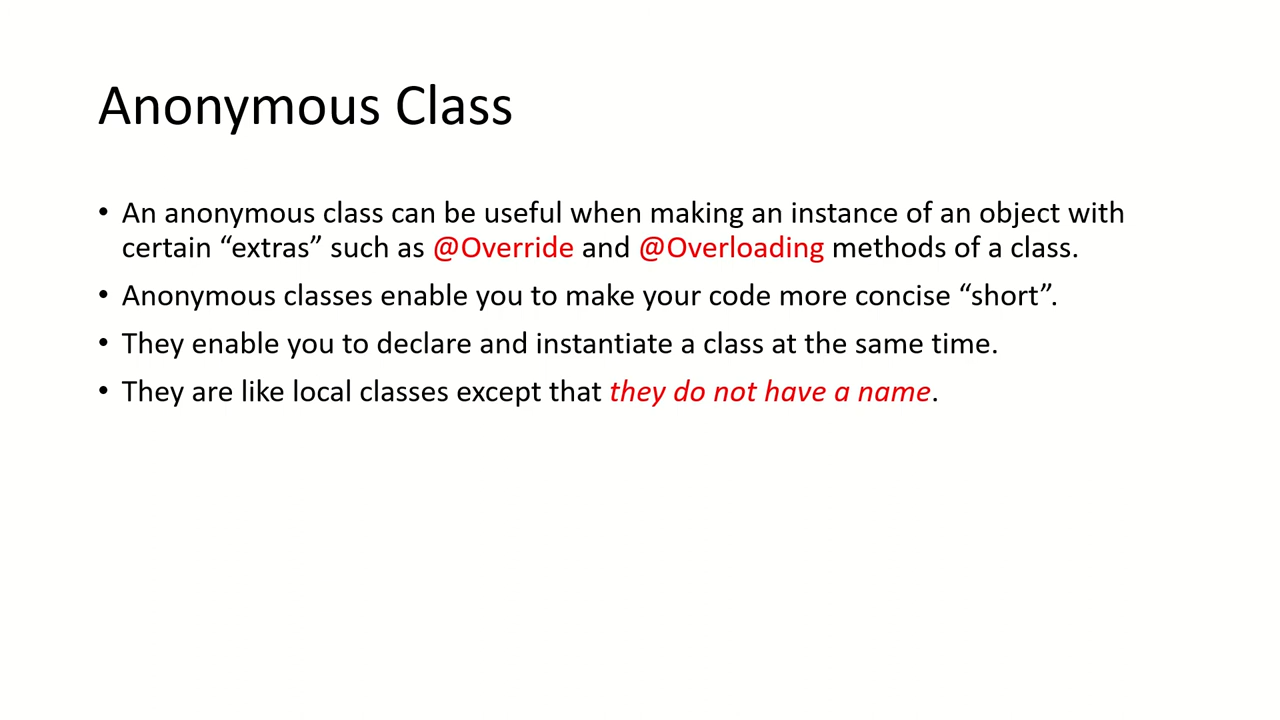 Anonymous Class
• An anonymous class can be useful when making an instance of an object with
certain “extras” such as @Override and @Overloading methods of a class.
• Anonymous classes enable you to make your code more concise “short”.
• They enable you to declare and instantiate a class at the same time.
• They are like local classes except that they do not have a name.